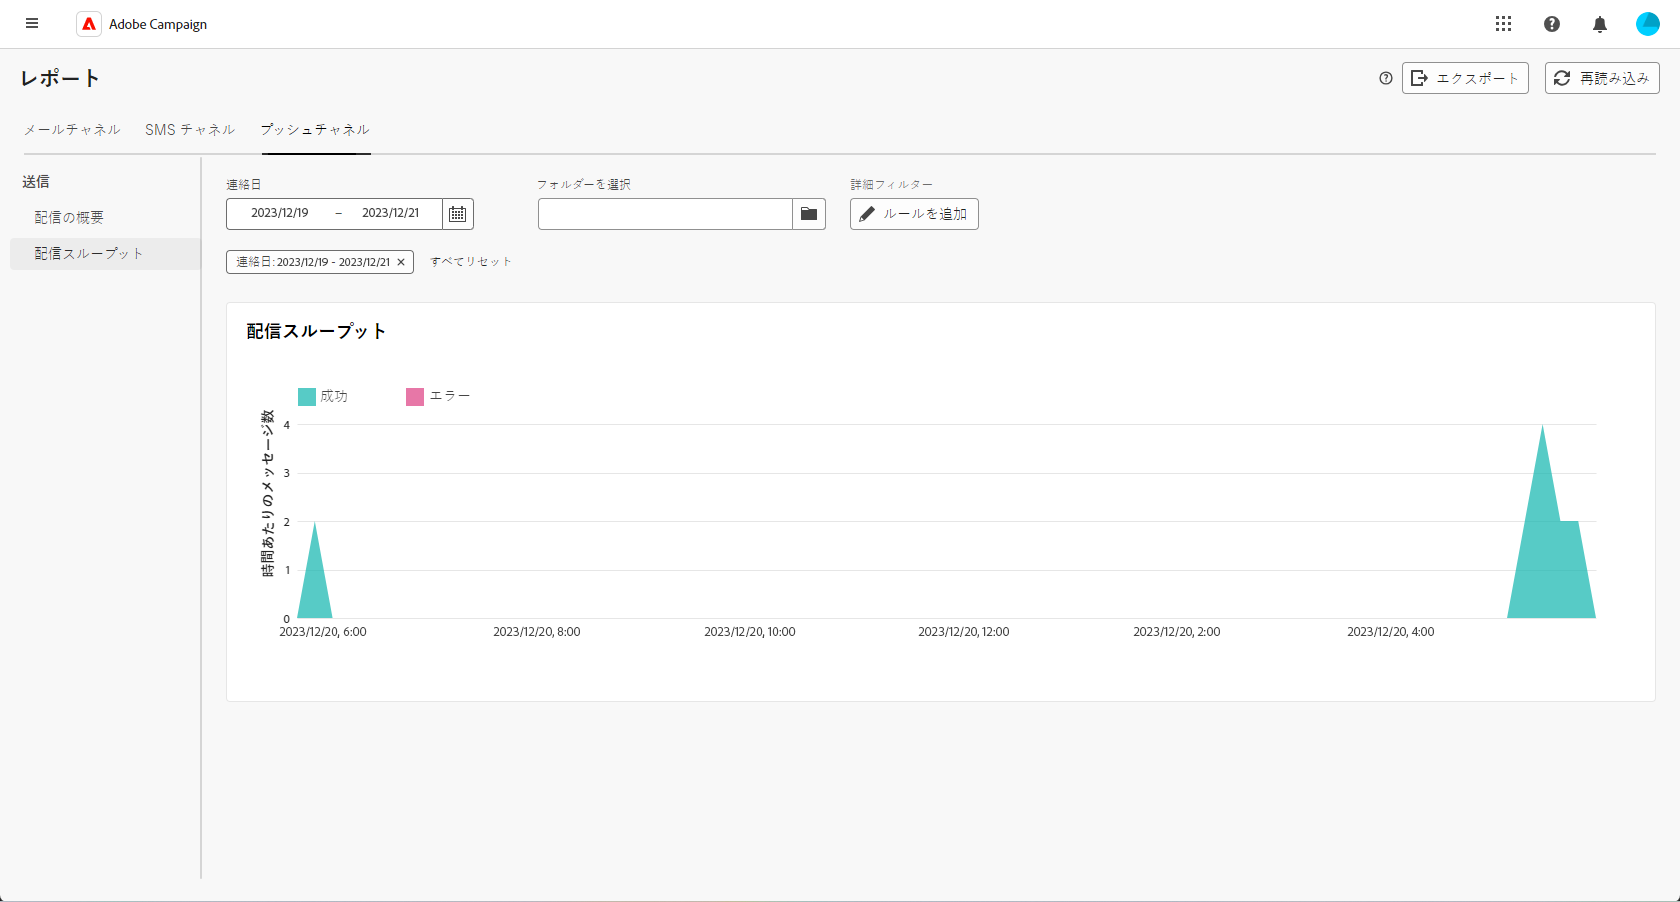 Adobe Campaign
レポート
エクスポート
再読み込み
メールチャネル SMS チャネル プッシュチャネル
送信
配信の概要
配信スループット
連絡日
2023/12/19 – 2023/12/21
フォルダーを選択
詳細フィルター
ルールを追加
連絡日: 2023/12/19 - 2023/12/21 ×
すべてリセット
配信スループット
成功 エラー
時間あたりのメッセージ数
4
3
2
1
0
2023/12/20, 6:00 2023/12/20, 8:00 2023/12/20, 10:00 2023/12/20, 12:00 2023/12/20, 2:00 2023/12/20, 4:00